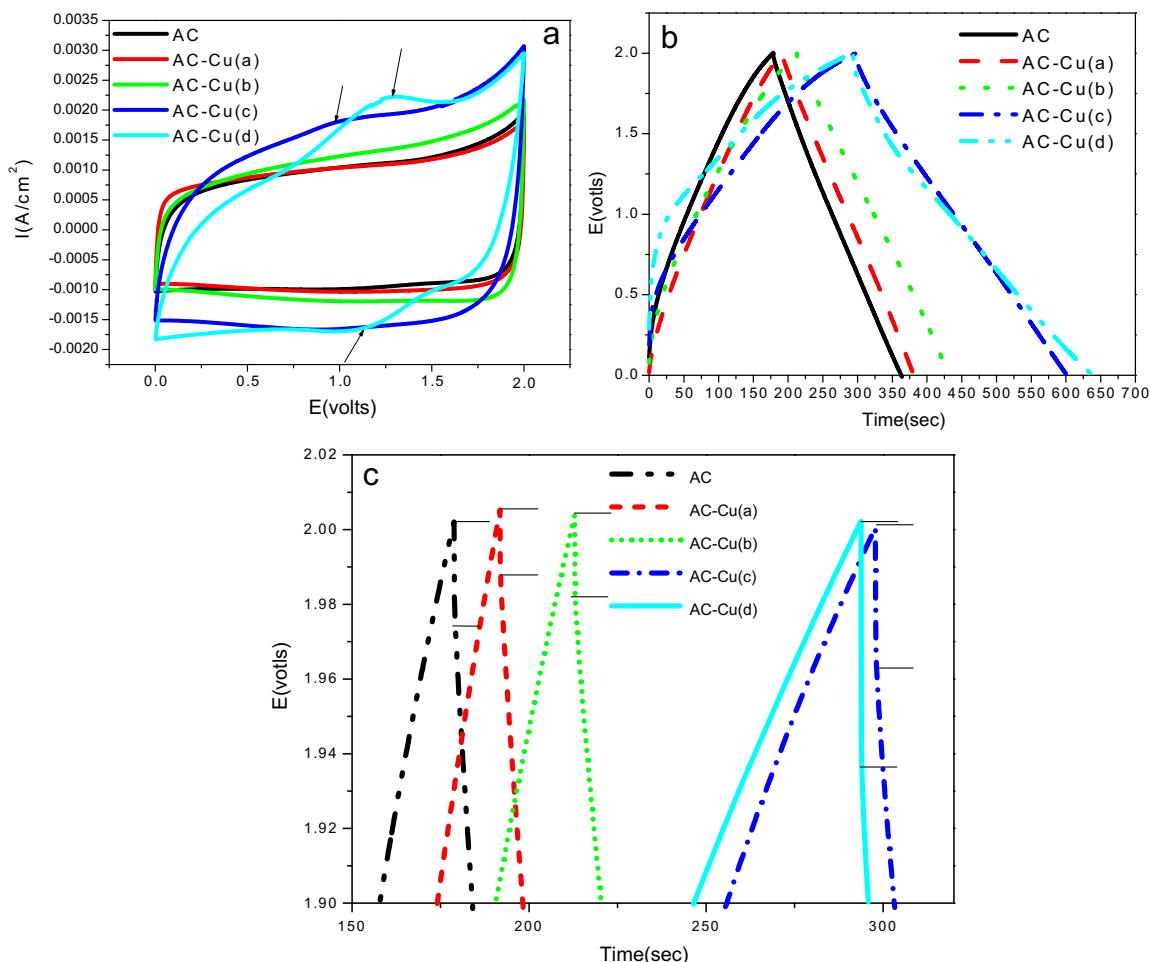 a
AC
AC-Cu(a)
AC-Cu(b)
AC-Cu(c)
AC-Cu(d)
0.0035
0.0030
0.0025
0.0020
0.0015
0.0010
0.0005
0.0000
-0.0005
-0.0010
-0.0015
-0.0020
I(A/cm²)
0.0 0.5 1.0 1.5 2.0
E(volts)
b
AC
AC-Cu(a)
AC-Cu(b)
AC-Cu(c)
AC-Cu(d)
2.0
1.5
1.0
0.5
0.0
E(votls)
0 50 100 150 200 250 300 350 400 450 500 550 600 650 700
Time(sec)
c
AC
AC-Cu(a)
AC-Cu(b)
AC-Cu(c)
AC-Cu(d)
2.02
2.00
1.98
1.96
1.94
1.92
1.90
E(votls)
150 200 250 300
Time(sec)